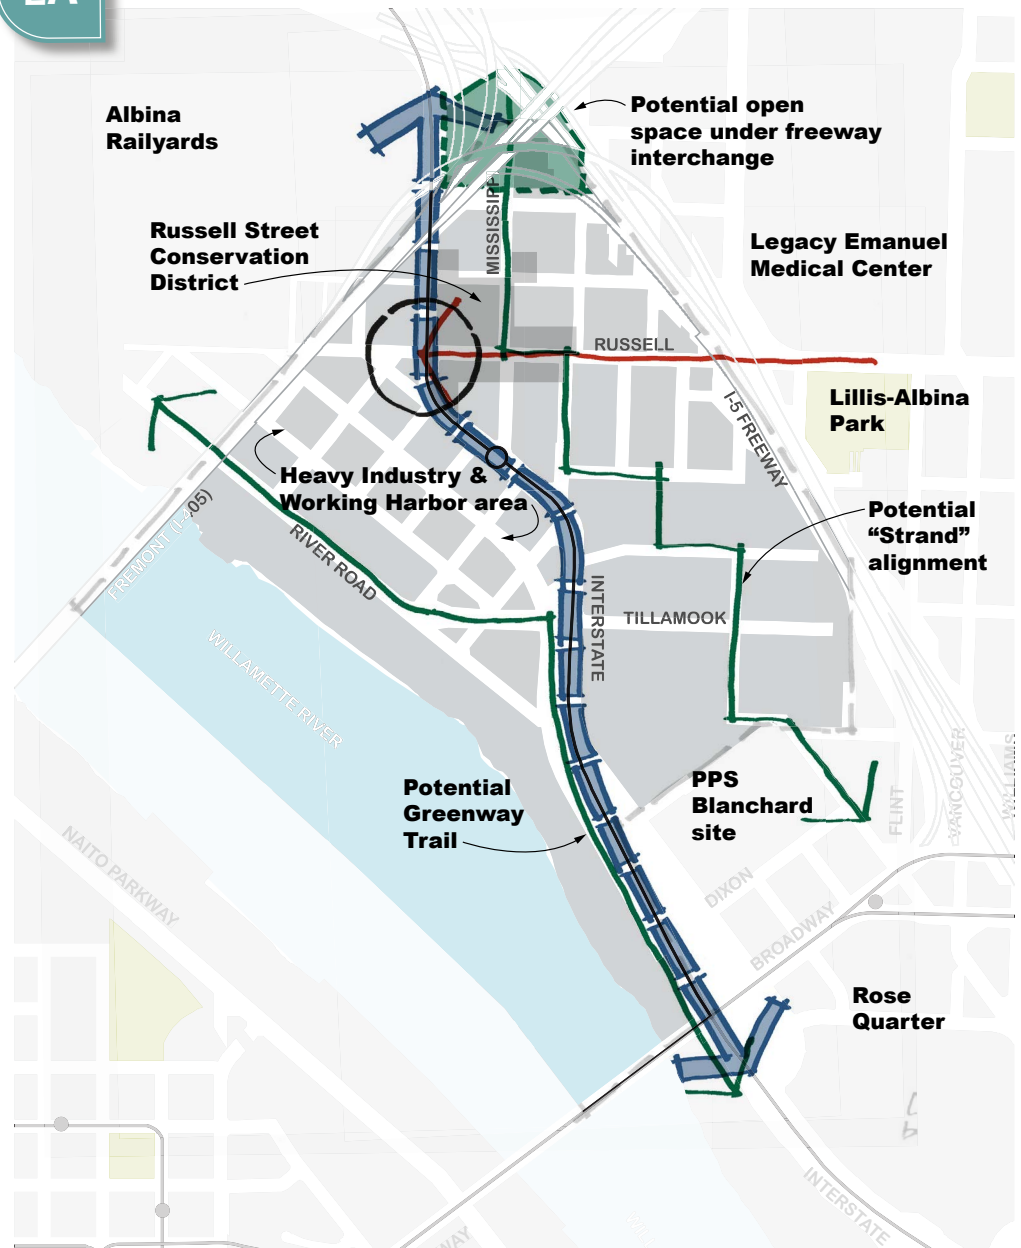 Albina
Railyards
Potential open
space under freeway
interchange
MISSISSIPPI
Russell Street
Conservation
District
Legacy Emanuel
Medical Center
RUSSELL
I-5 FREEWAY
Lillis-Albina
Park
Heavy Industry &
Working Harbor area
FREMONT (I-405)
RIVER ROAD
Potential
“Strand”
alignment
INTERSTATE
TILLAMOOK
WILLAMETTE RIVER
PPS
Blanchard
site
Potential
Greenway
Trail
FLINT
VANCOUVER
WILLIAMS
NAITO PARKWAY
DIXON
BROADWAY
Rose
Quarter
INTERSTATE